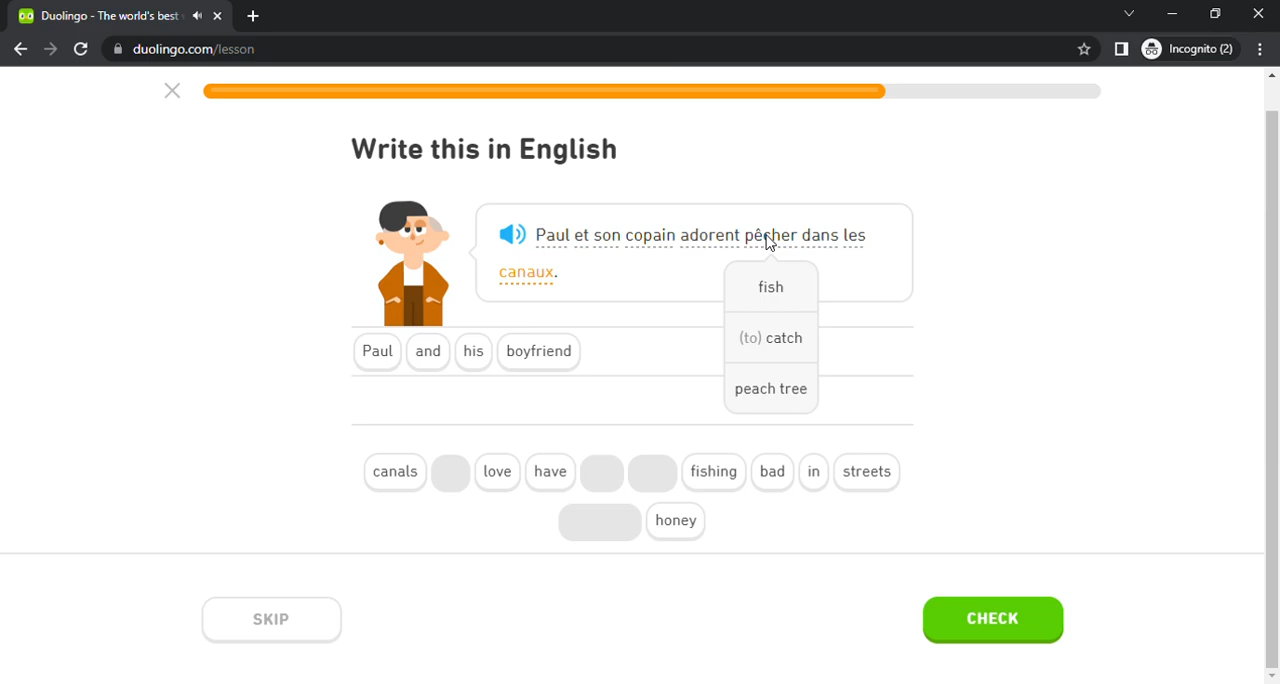 Duolingo - The world's best
duolingo.com/lesson
Incognito (2)
Write this in English
Paul et son copain adorent pêcher dans les
canaux.
fish
(to) catch
peach tree
Paul and his boyfriend
canals love have fishing bad in streets
honey
SKIP
CHECK